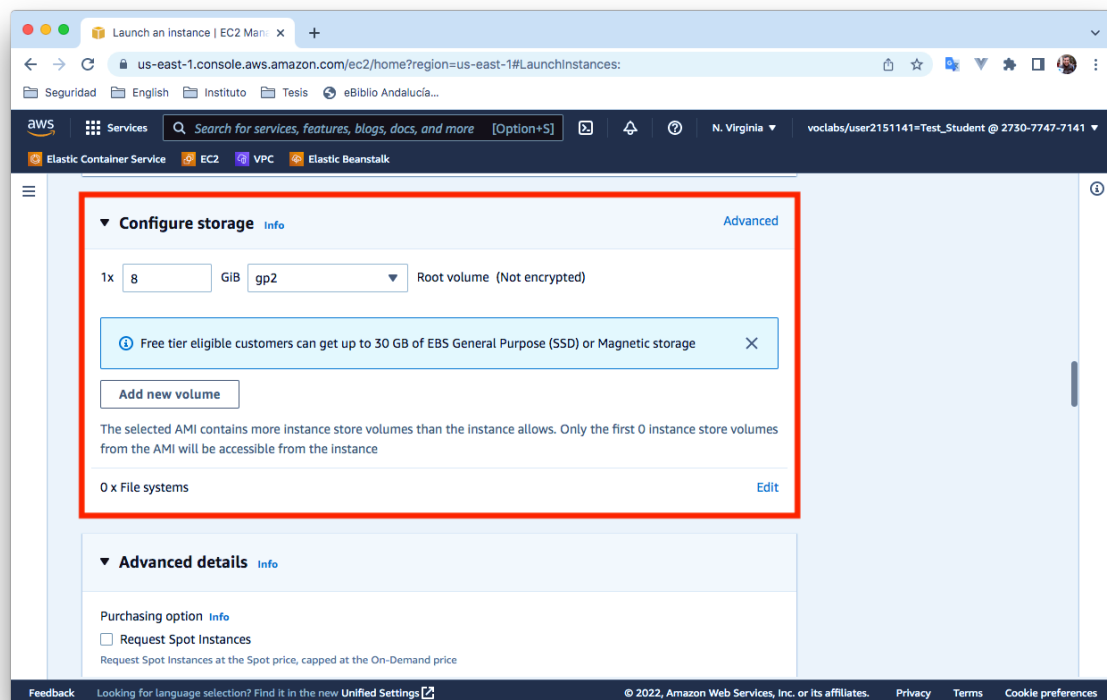 Launch an instance | EC2 Mana
us-east-1.console.aws.amazon.com/ec2/home?region=us-east-1#LaunchInstances:
Seguridad English Instituto Tesis eBiblio Andalucía...
aws Services Search for services, features, blogs, docs, and more [Option+S] N. Virginia voclabs/user2151141=Test_Student @ 2730-7747-7141
Elastic Container Service EC2 VPC Elastic Beanstalk
Configure storage Info Advanced
1x 8 GiB gp2 Root volume (Not encrypted)
Free tier eligible customers can get up to 30 GB of EBS General Purpose (SSD) or Magnetic storage
Add new volume
The selected AMI contains more instance store volumes than the instance allows. Only the first 0 instance store volumes
from the AMI will be accessible from the instance
0 x File systems Edit
Advanced details Info
Purchasing option Info
Request Spot Instances
Request Spot Instances at the Spot price, capped at the On-Demand price
Feedback Looking for language selection? Find it in the new Unified Settings © 2022, Amazon Web Services, Inc. or its affiliates. Privacy Terms Cookie preferences